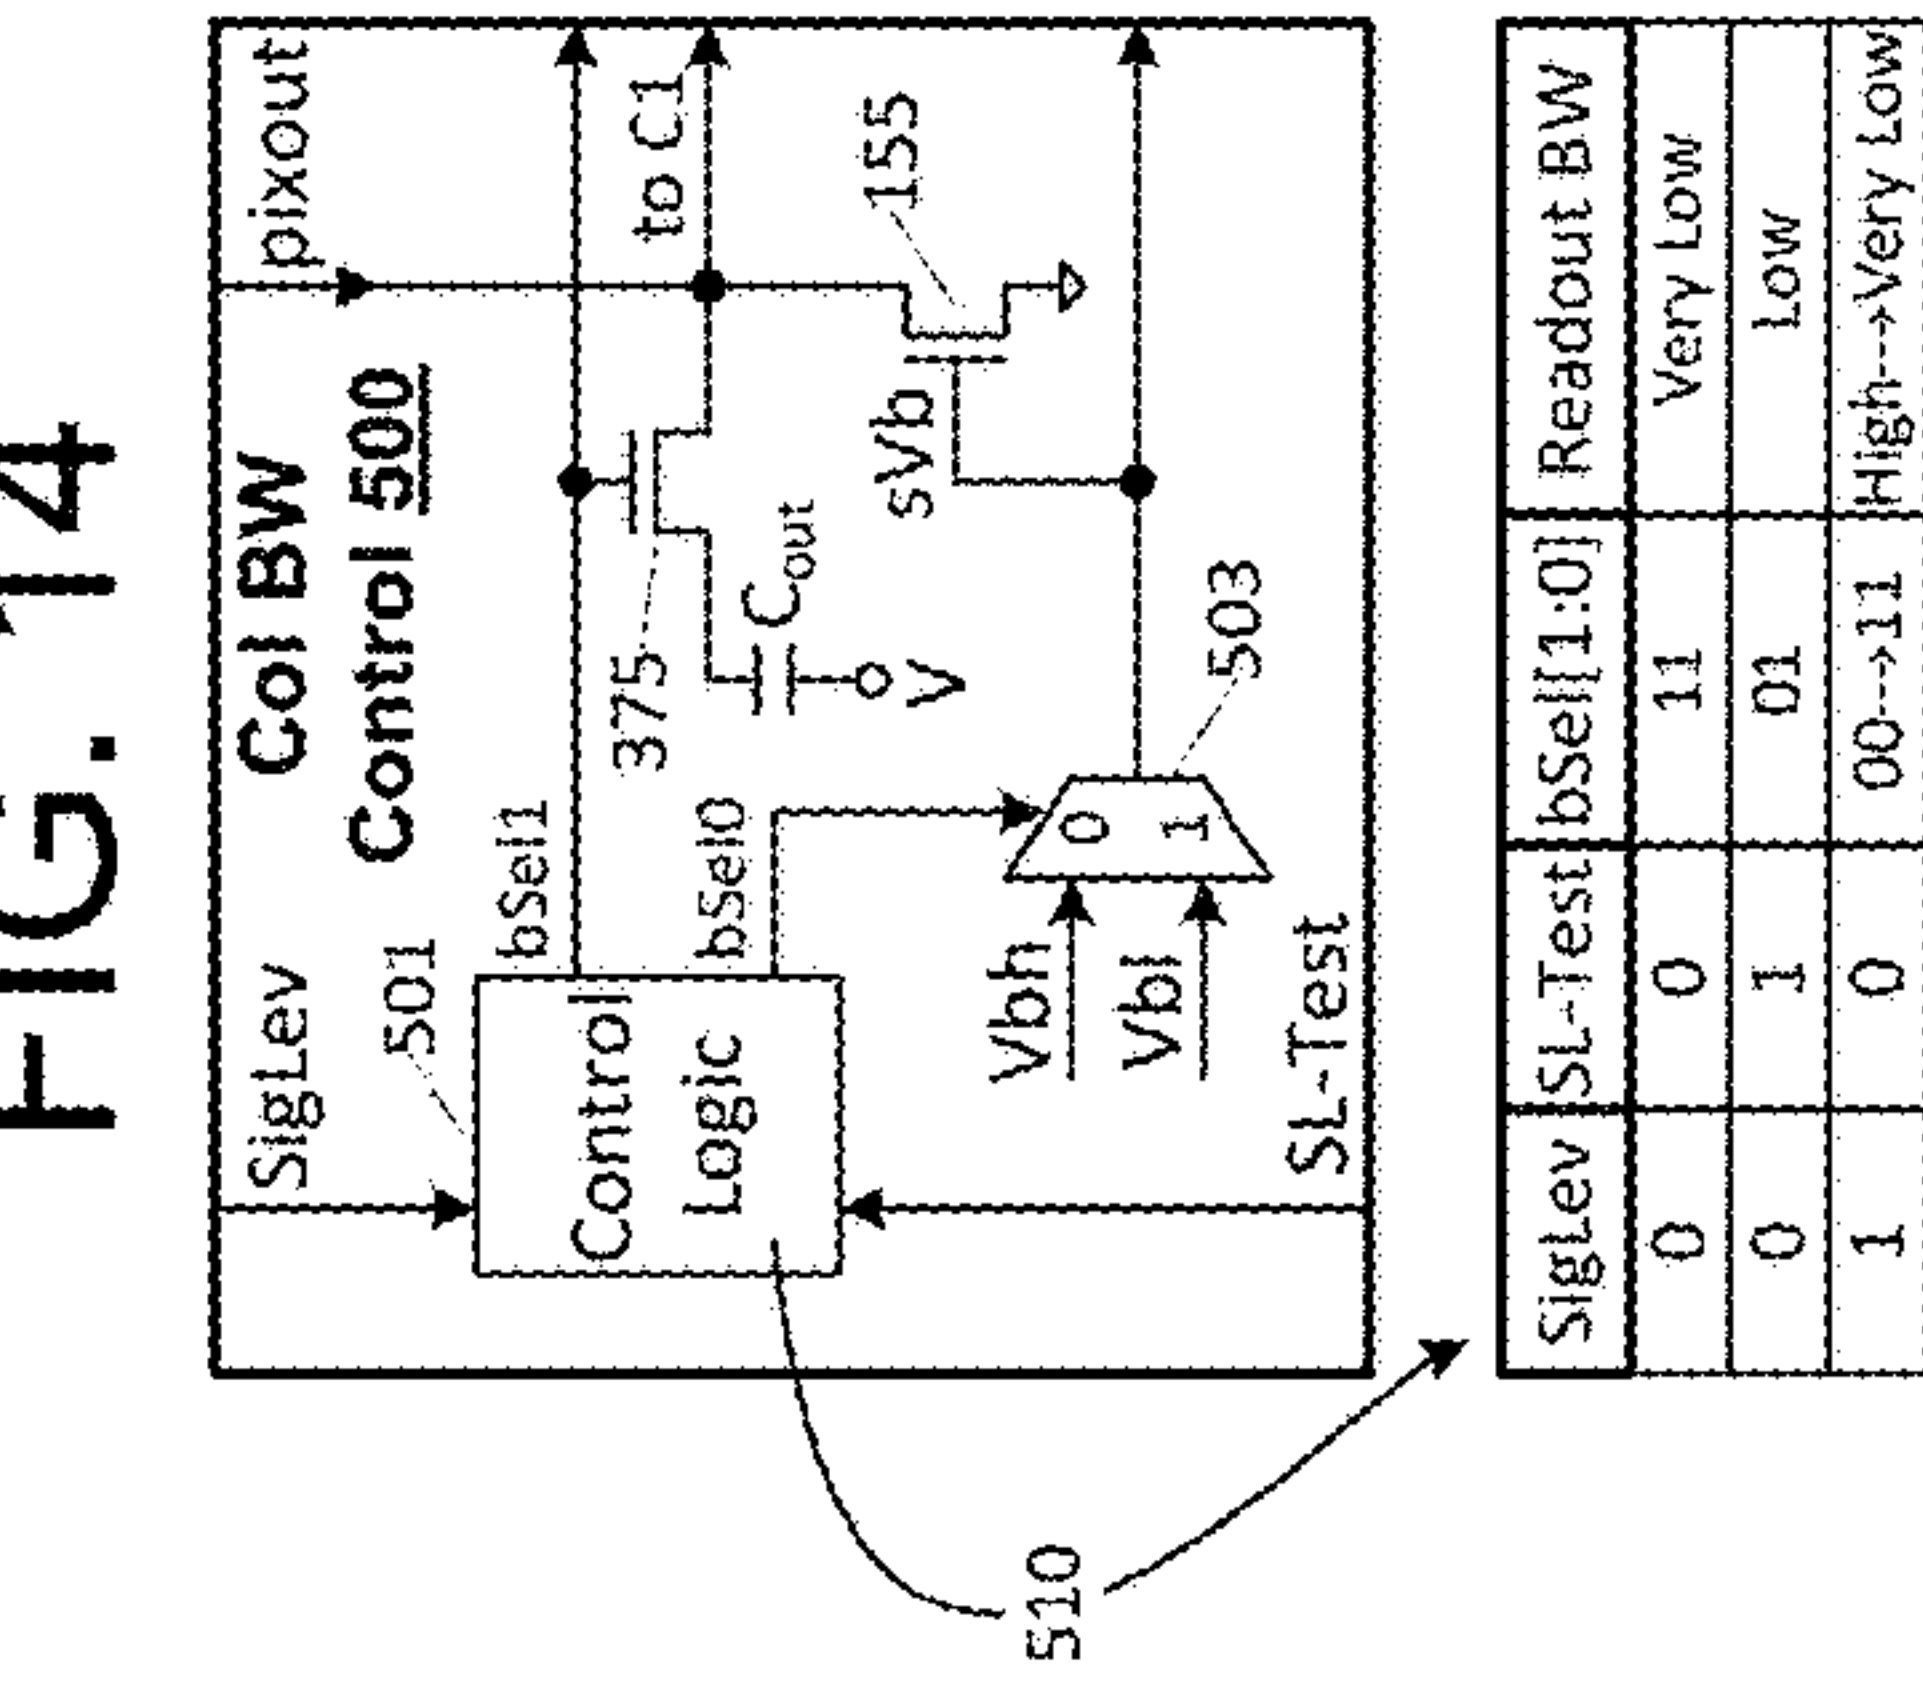 FIG. 14
SigLev
Col BW
Control 500
pixout
501
bSel1
Control
Logic
bSel0
375
to C1
Cout
V
sVb
155
Vbh
Vbl
0
1
503
SL-Test
510
SigLev SL-Test bSel[1:0] Readout BW
0 0 11 Very Low
0 1 01 Low
1 0 00-->11 High-->Very Low